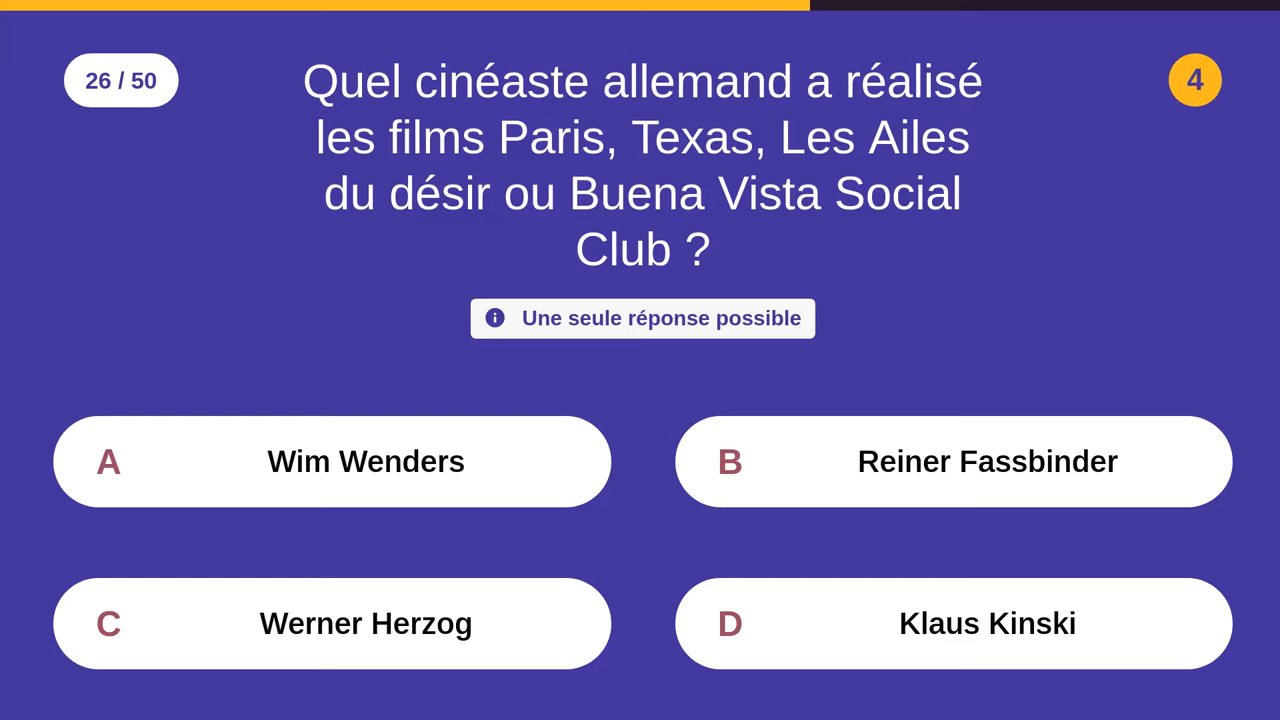 26 / 50
Quel cinéaste allemand a réalisé
les films Paris, Texas, Les Ailes
du désir ou Buena Vista Social
Club ?
4
Une seule réponse possible
A Wim Wenders
B Reiner Fassbinder
C Werner Herzog
D Klaus Kinski